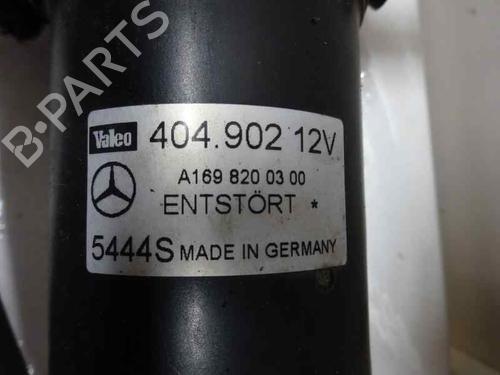 B-PARTS
Valeo 404.902 12V
A169 820 03 00
ENTSTÖRT *
5444S MADE IN GERMANY